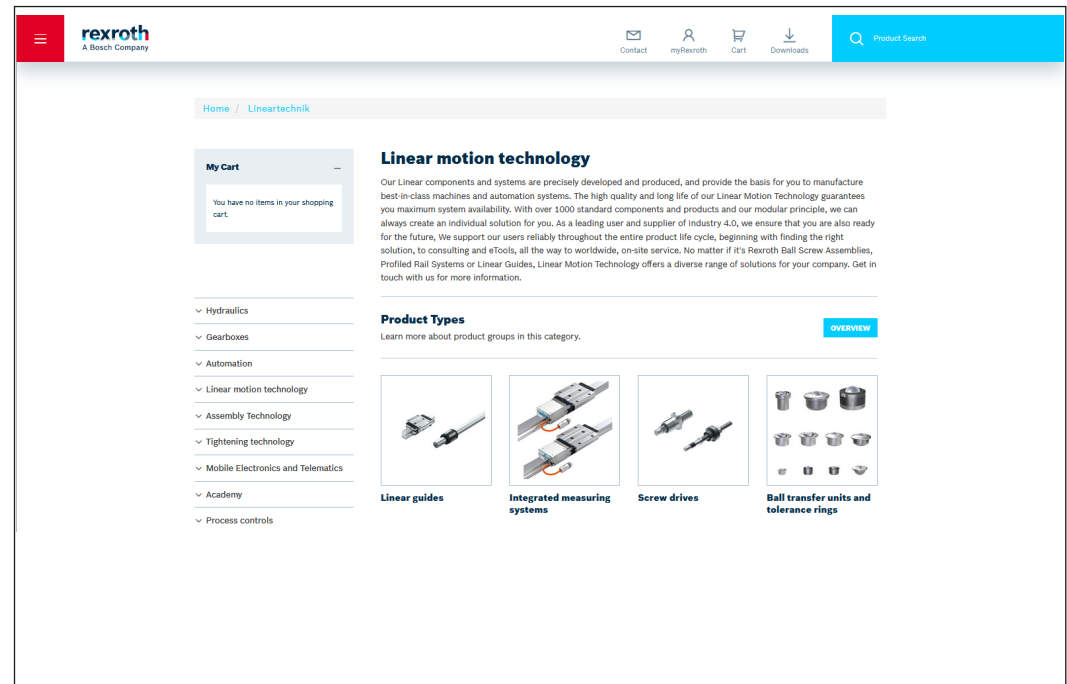 rexroth
A Bosch Company
Contact
myRexroth
Cart
Downloads
Product Search
Home / Lineartechnik
My Cart
You have no items in your shopping
cart.
Linear motion technology
Our Linear components and systems are precisely developed and produced, and provide the basis for you to manufacture
best-in-class machines and automation systems. The high quality and long life of our Linear Motion Technology guarantees
you maximum system availability. With over 1000 standard components and products and our modular principle, we can
always create an individual solution for you. As a leading user and supplier of Industry 4.0, we ensure that you are also ready
for the future, We support our users reliably throughout the entire product life cycle, beginning with finding the right
solution, to consulting and eTools, all the way to worldwide, on-site service. No matter if it's Rexroth Ball Screw Assemblies,
Profiled Rail Systems or Linear Guides, Linear Motion Technology offers a diverse range of solutions for your company. Get in
touch with us for more information.
Hydraulics
Gearboxes
Automation
Linear motion technology
Assembly Technology
Tightening technology
Mobile Electronics and Telematics
Academy
Process controls
Product Types
Learn more about product groups in this category.
OVERVIEW
Linear guides
Integrated measuring
systems
Screw drives
Ball transfer units and
tolerance rings